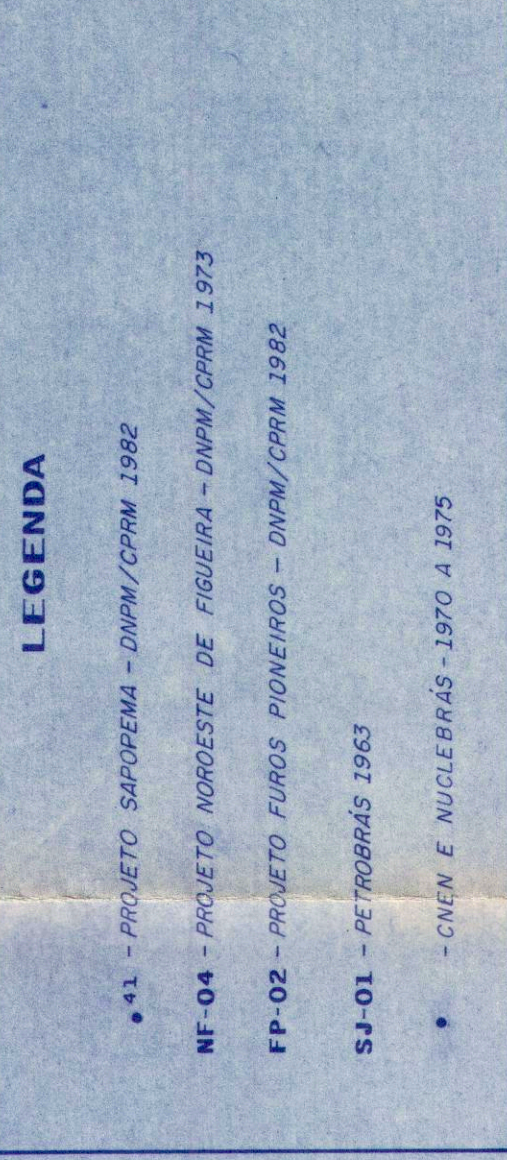 LEGENDA
•41 - PROJETO SAPOPEMA - DNPM/CPRM 1982
NF-04 - PROJETO NOROESTE DE FIGUEIRA - DNPM/CPRM 1973
FP-02 - PROJETO FUROS PIONEIROS - DNPM/CPRM 1982
SJ-01 - PETROBRÁS 1963
• - CNEN E NUCLEBRÁS - 1970 A 1975